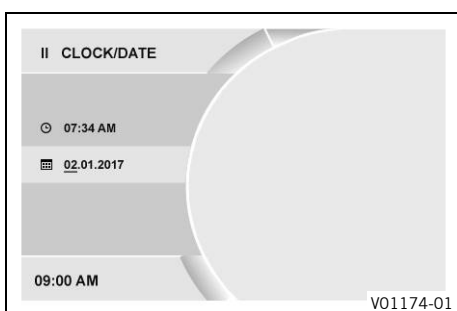 II CLOCK/DATE
07:34 AM
02.01.2017
09:00 AM
V01174-01